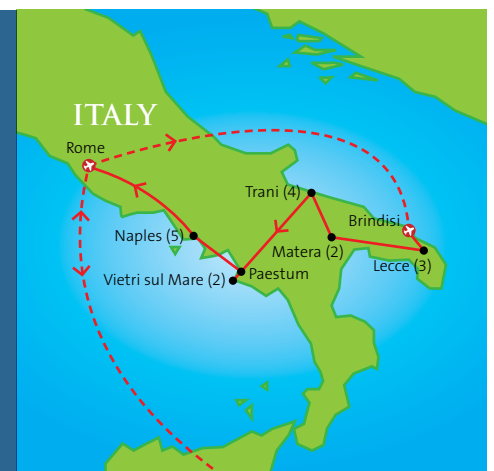 ITALY
Rome
Trani (4)
Brindisi
Naples (5)
Matera (2)
Lecce (3)
Paestum
Vietri sul Mare (2)